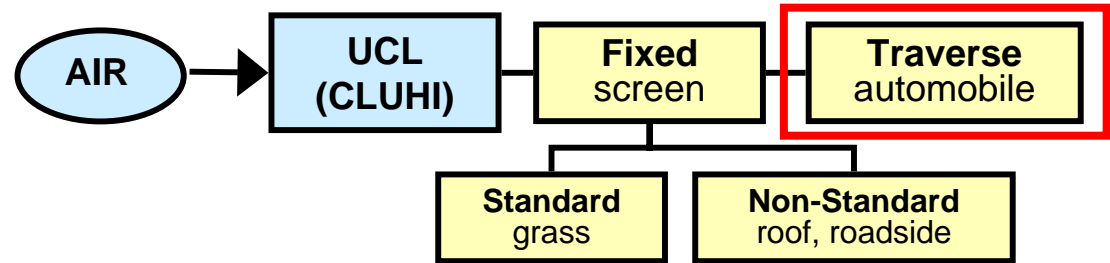 AIR
UCL
(CLUHI)
Fixed
screen
Traverse
automobile
Standard
grass
Non-Standard
roof, roadside